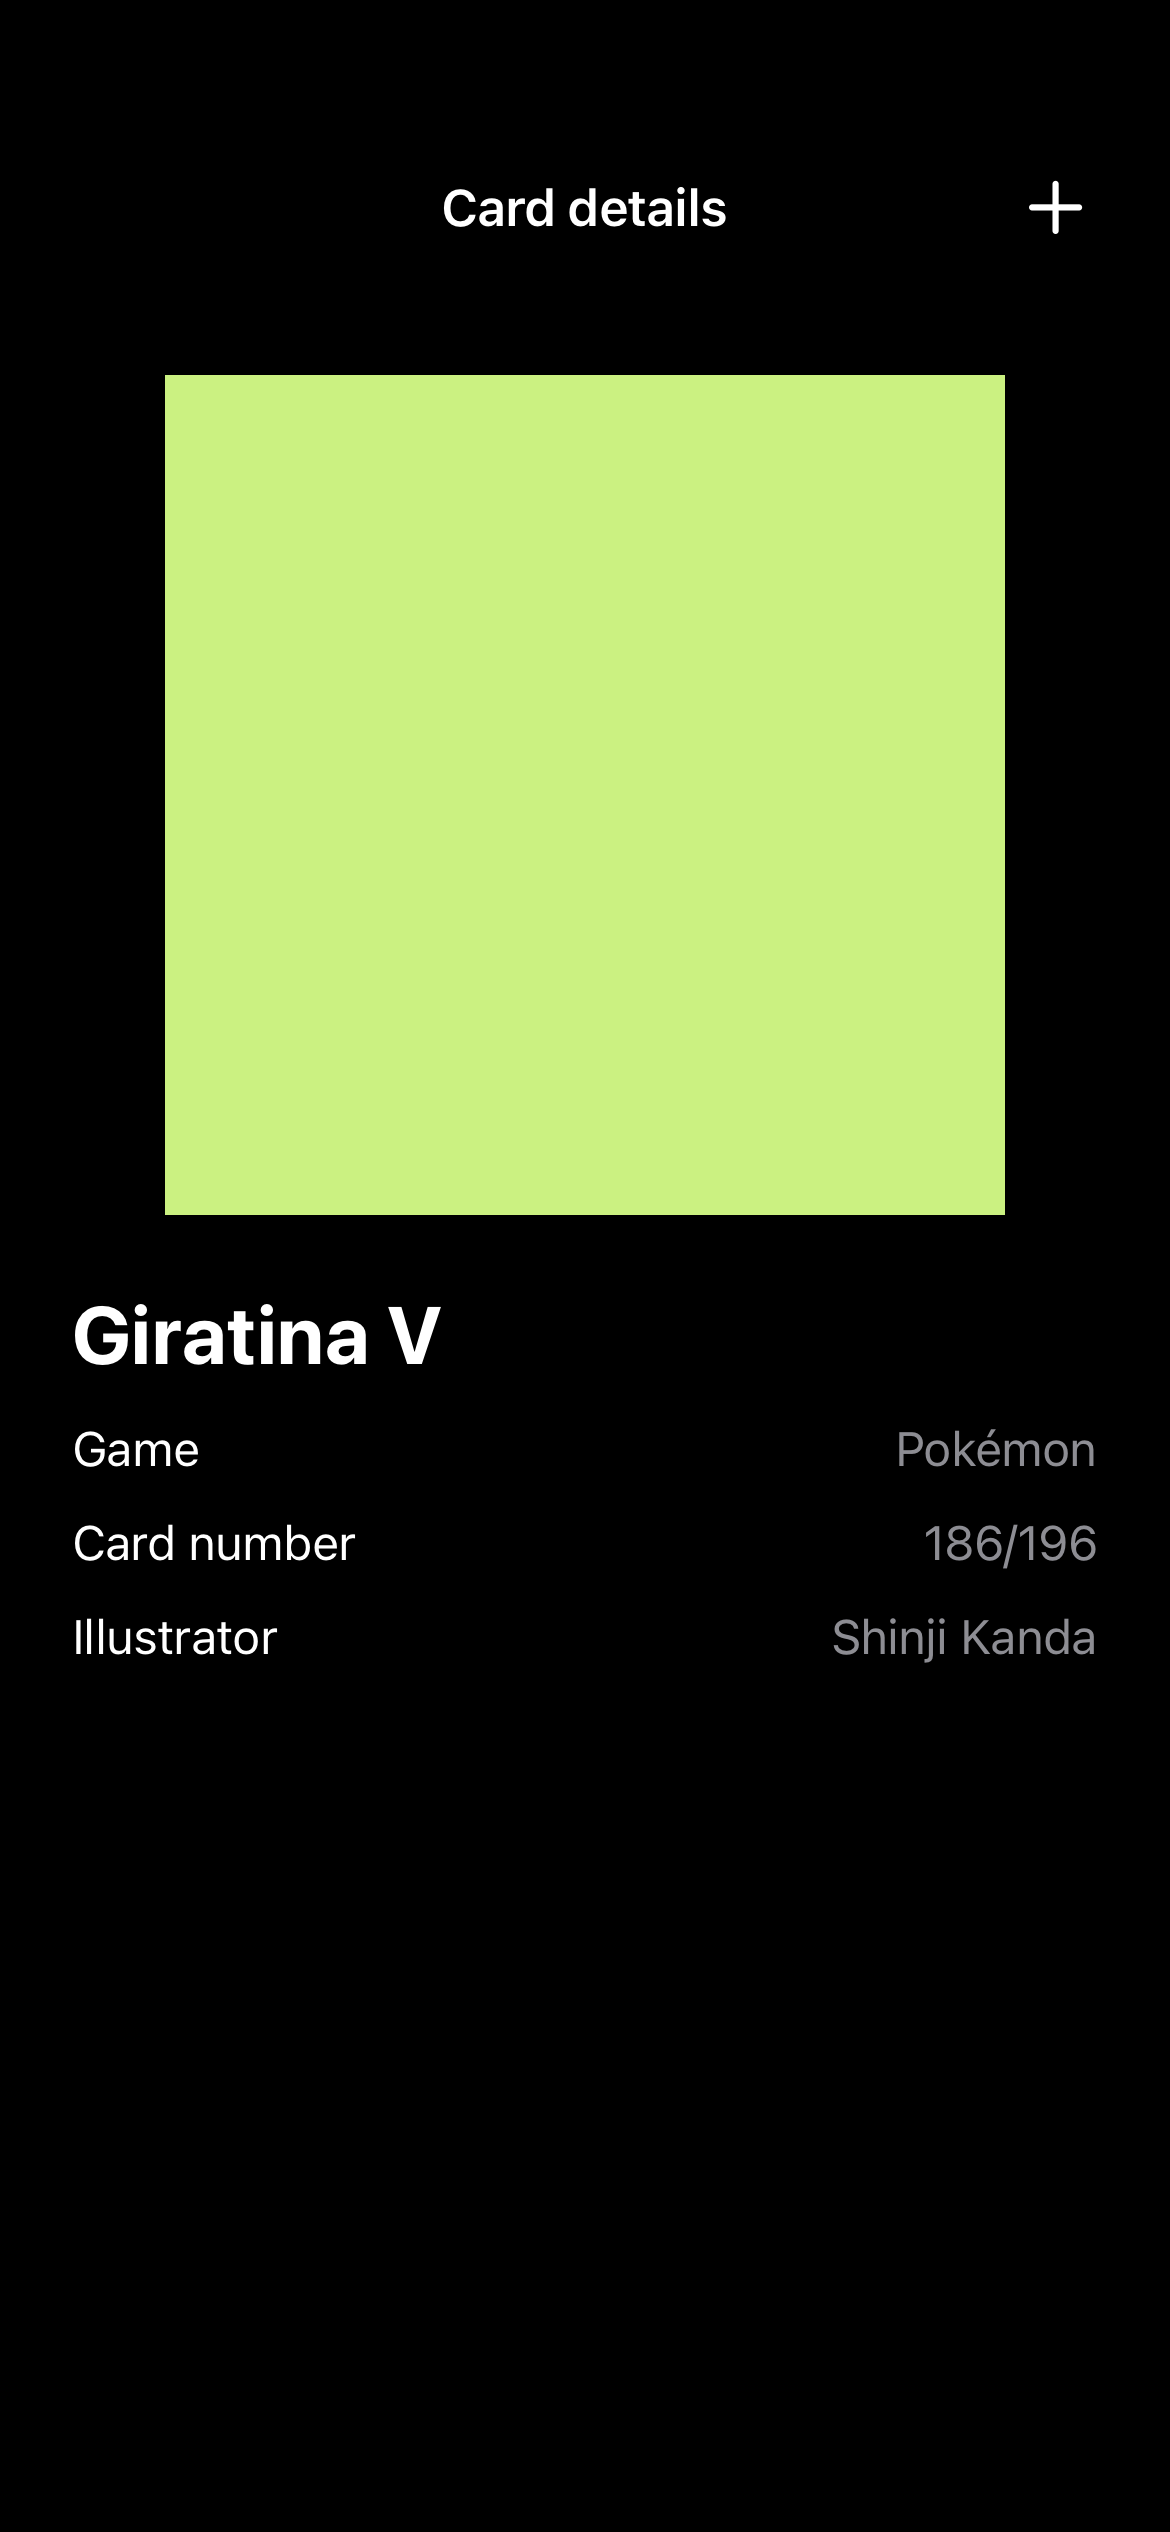 Card details
Giratina V
Game Pokémon
Card number 186/196
Illustrator Shinji Kanda